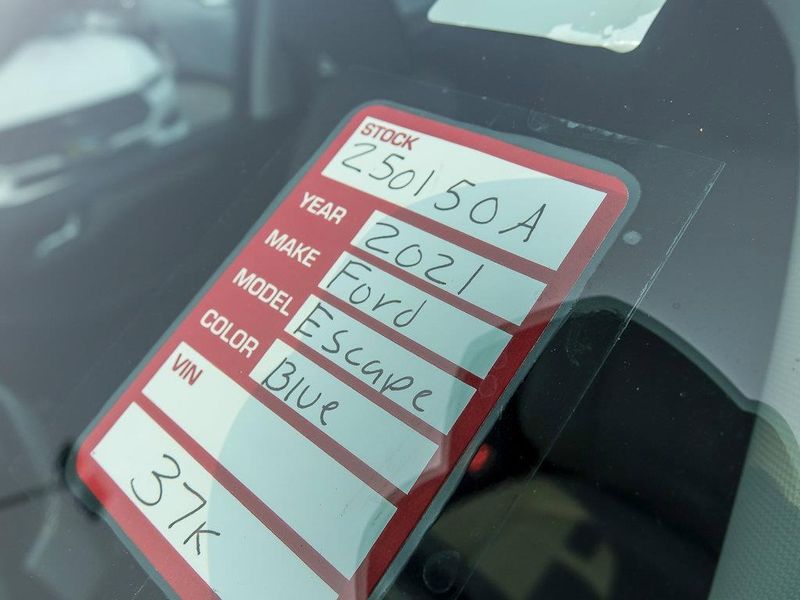 STOCK
250150A
YEAR 2021
MAKE Ford
MODEL Escape
COLOR Blue
VIN
37K